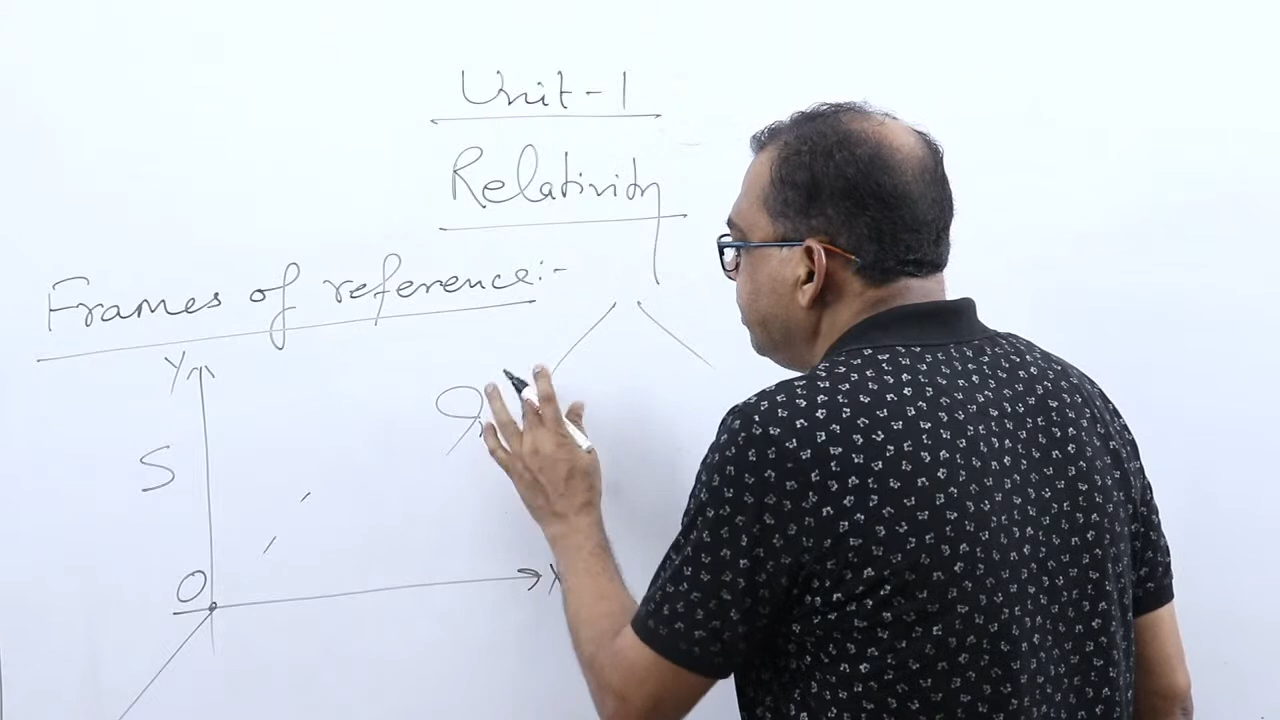 Unit-1
Relativity
Frames of reference:-
Y
S
O
X